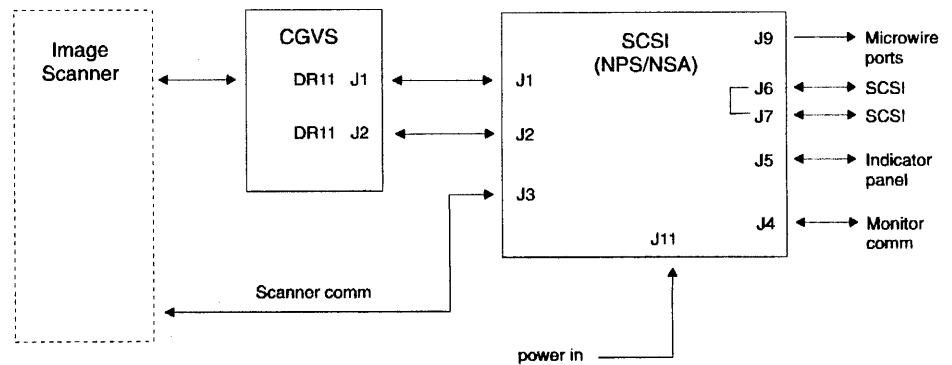 Image
Scanner
CGVS
DR11 J1
DR11 J2
SCSI
(NPS/NSA)
J1
J2
J3
J9
J6
J7
J5
J4
J11
Microwire
ports
SCSI
SCSI
Indicator
panel
Monitor
comm
Scanner comm
power in